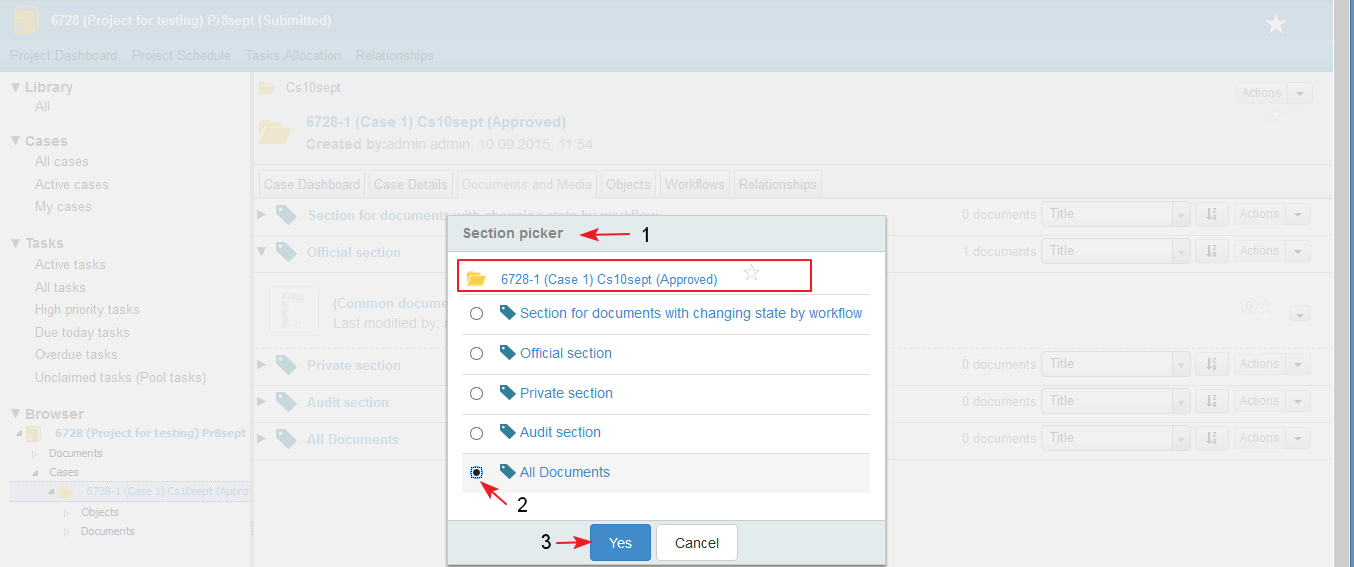 6728 (Project for testing) Pr8sept (Submitted)
Project Dashboard Project Schedule Tasks Allocation Relationships
Library
All
Cases
All cases
Active cases
My cases
Tasks
Active tasks
All tasks
High priority tasks
Due today tasks
Overdue tasks
Unclaimed tasks (Pool tasks)
Browser
6728 (Project for testing) Pr8sept
Documents
Cases
6728-1 (Case 1) Cs10sept (Appro
Objects
Documents
Cs10sept
Actions
6728-1 (Case 1) Cs10sept (Approved)
Created by:admin admin, 10.09.2015, 11:54
Case Dashboard Case Details Documents and Media Objects Workflows Relationships
Section for documents with changing state by workflow 0 documents Title Actions
Official section 1 documents Title Actions
(Common docume
Last modified by: a
Private section 0 documents Title Actions
Audit section 0 documents Title Actions
All Documents 0 documents Title Actions
Section picker 1
6728-1 (Case 1) Cs10sept (Approved)
Section for documents with changing state by workflow
Official section
Private section
Audit section
All Documents
2
3 Yes Cancel